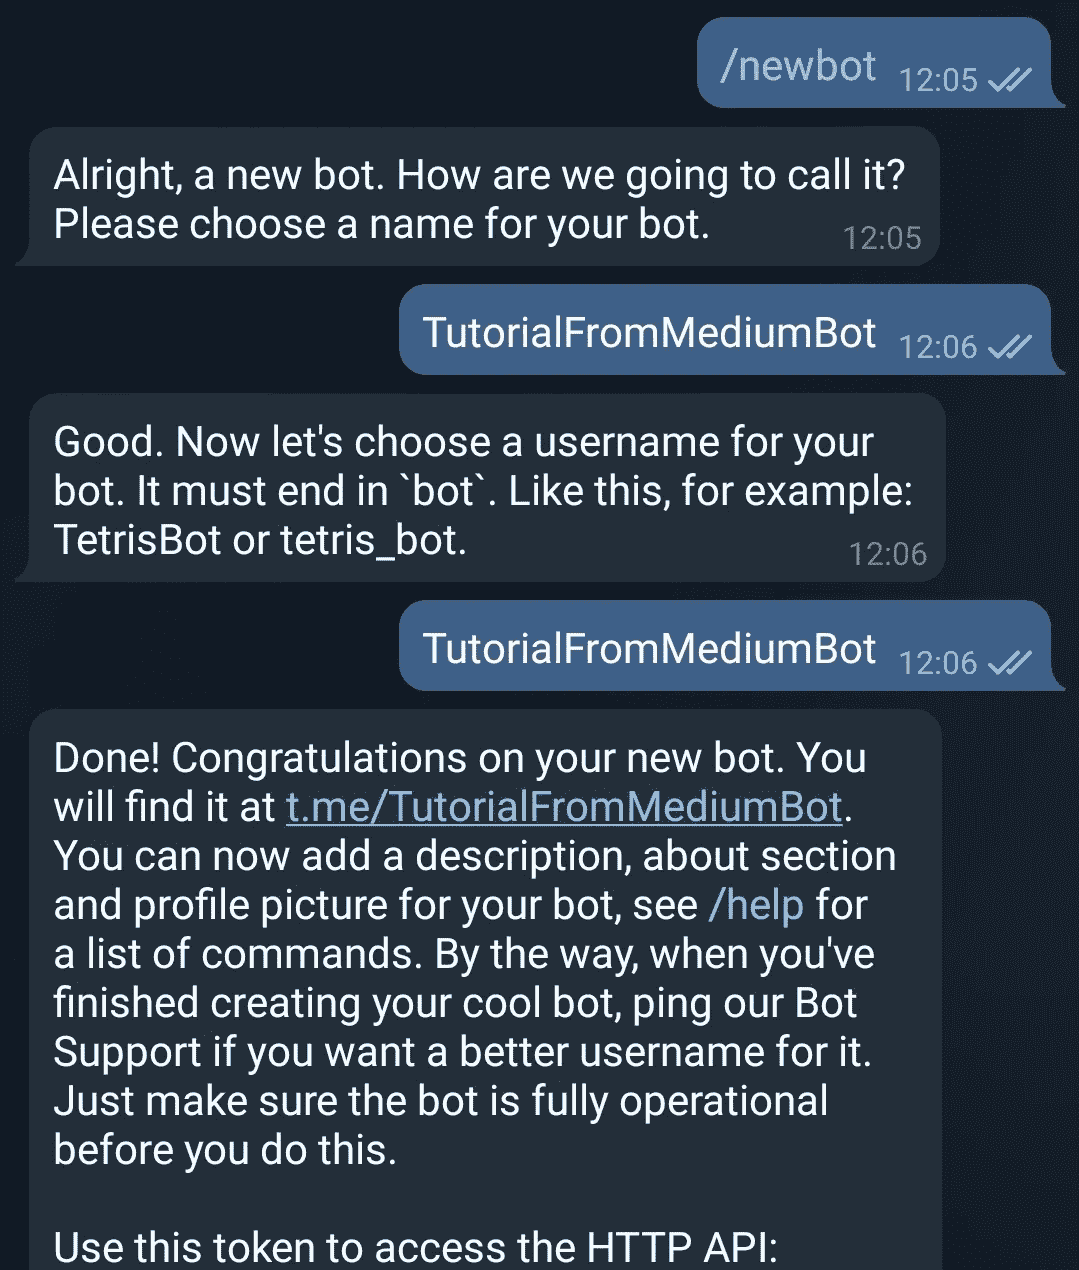 /newbot 12:05
Alright, a new bot. How are we going to call it?
Please choose a name for your bot.
12:05
TutorialFromMediumBot 12:06
Good. Now let's choose a username for your
bot. It must end in `bot`. Like this, for example:
TetrisBot or tetris_bot.
12:06
TutorialFromMediumBot 12:06
Done! Congratulations on your new bot. You
will find it at t.me/TutorialFromMediumBot.
You can now add a description, about section
and profile picture for your bot, see /help for
a list of commands. By the way, when you've
finished creating your cool bot, ping our Bot
Support if you want a better username for it.
Just make sure the bot is fully operational
before you do this.
Use this token to access the HTTP API: